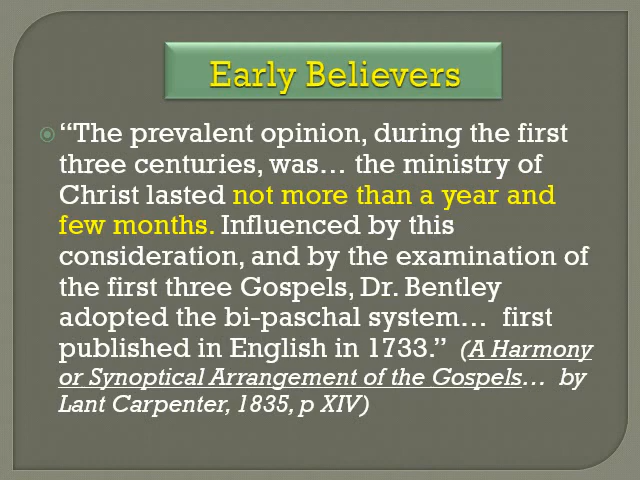 Early Believers
“The prevalent opinion, during the first
three centuries, was… the ministry of
Christ lasted not more than a year and
few months. Influenced by this
consideration, and by the examination of
the first three Gospels, Dr. Bentley
adopted the bi-paschal system… first
published in English in 1733.” (A Harmony
or Synoptical Arrangement of the Gospels… by
Lant Carpenter, 1835, p XIV)